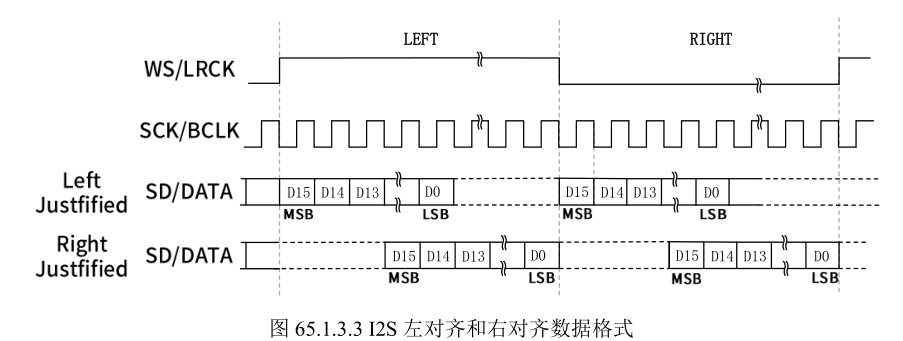 LEFT RIGHT
WS/LRCK
SCK/BCLK
Left Justfified SD/DATA D15 D14 D13 D0 D15 D14 D13 D0
MSB LSB MSB LSB
Right Justfified SD/DATA D15 D14 D13 D0 D15 D14 D13 D0
MSB LSB MSB LSB
图 65.1.3.3 I2S 左对齐和右对齐数据格式